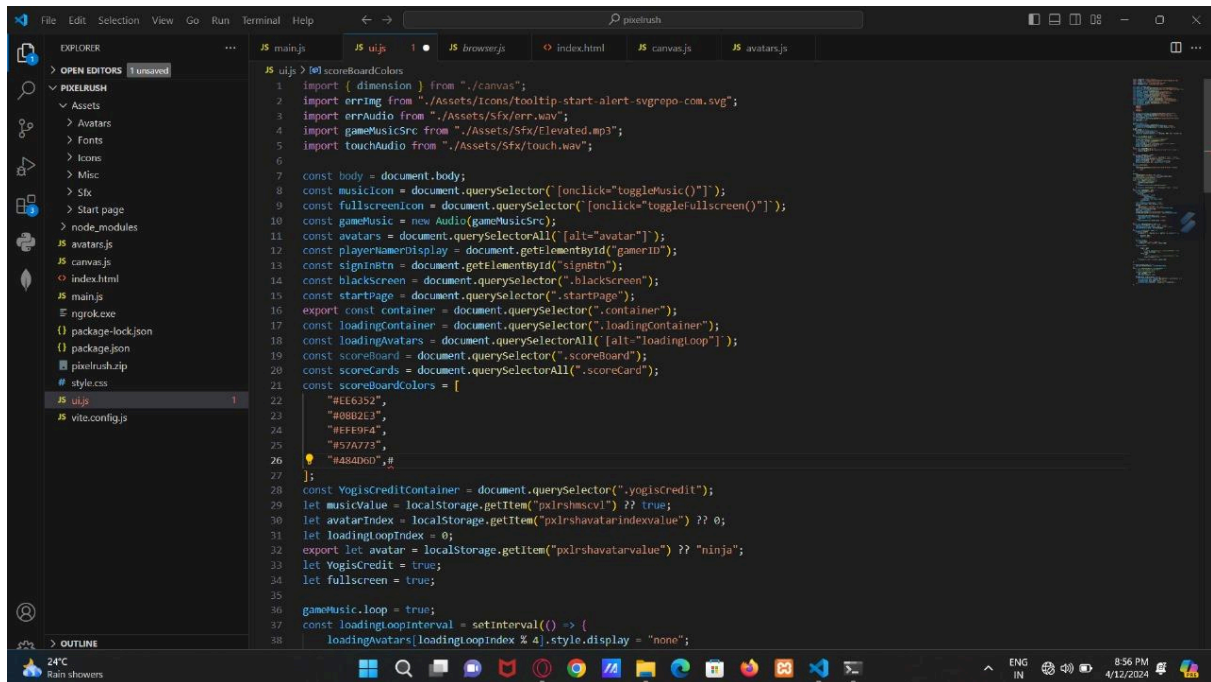 File Edit Selection View Go Run Terminal Help
pixelrush
EXPLORER
OPEN EDITORS 1 unsaved
PIXELRUSH
Assets
Avatars
Fonts
Icons
Misc
Sfx
Start page
node_modules
JS avatars.js
JS canvas.js
index.html
JS main.js
ngrok.exe
{} package-lock.json
{} package.json
pixelrush.zip
# style.css
JS ui.js 1
JS vite.config.js
OUTLINE
JS main.js JS ui.js 1 JS browser.js index.html JS canvas.js JS avatars.js
JS ui.js > scoreBoardColors
1 import { dimension } from "./canvas";
2 import errImg from "./Assets/Icons/tooltip-start-alert-svgrepo-com.svg";
3 import errAudio from "./Assets/Sfx/err.wav";
4 import gameMusicSrc from "./Assets/Sfx/Elevated.mp3";
5 import touchAudio from "./Assets/Sfx/touch.wav";
6
7 const body = document.body;
8 const musicIcon = document.querySelector(`[onclick="toggleMusic()"]`);
9 const fullscreenIcon = document.querySelector(`[onclick="toggleFullscreen()"]`);
10 const gameMusic = new Audio(gameMusicSrc);
11 const avatars = document.querySelectorAll(`[alt="avatar"]`);
12 const playerNamerDisplay = document.getElementById("gamerID");
13 const signInBtn = document.getElementById("signBtn");
14 const blackScreen = document.querySelector(".blackScreen");
15 const startPage = document.querySelector(".startPage");
16 export const container = document.querySelector(".container");
17 const loadingContainer = document.querySelector(".loadingContainer");
18 const loadingAvatars = document.querySelectorAll(`[alt="loadingLoop"]`);
19 const scoreBoard = document.querySelector(".scoreBoard");
20 const scoreCards = document.querySelectorAll(".scoreCard");
21 const scoreBoardColors = [
22 "#EE6352",
23 "#08B2E3",
24 "#EFE9F4",
25 "#57A773",
26 "#484D6D",#
27 ];
28 const YogisCreditContainer = document.querySelector(".yogisCredit");
29 let musicValue = localStorage.getItem("pxlrshmscvl") ?? true;
30 let avatarIndex = localStorage.getItem("pxlrshavatarindexvalue") ?? 0;
31 let loadingLoopIndex = 0;
32 export let avatar = localStorage.getItem("pxlrshavatarvalue") ?? "ninja";
33 let YogisCredit = true;
34 let fullscreen = true;
35
36 gameMusic.loop = true;
37 const loadingLoopInterval = setInterval(() => {
38 loadingAvatars[loadingLoopIndex % 4].style.display = "none";
24°C
Rain showers
ENG
IN
8:56 PM
4/12/2024